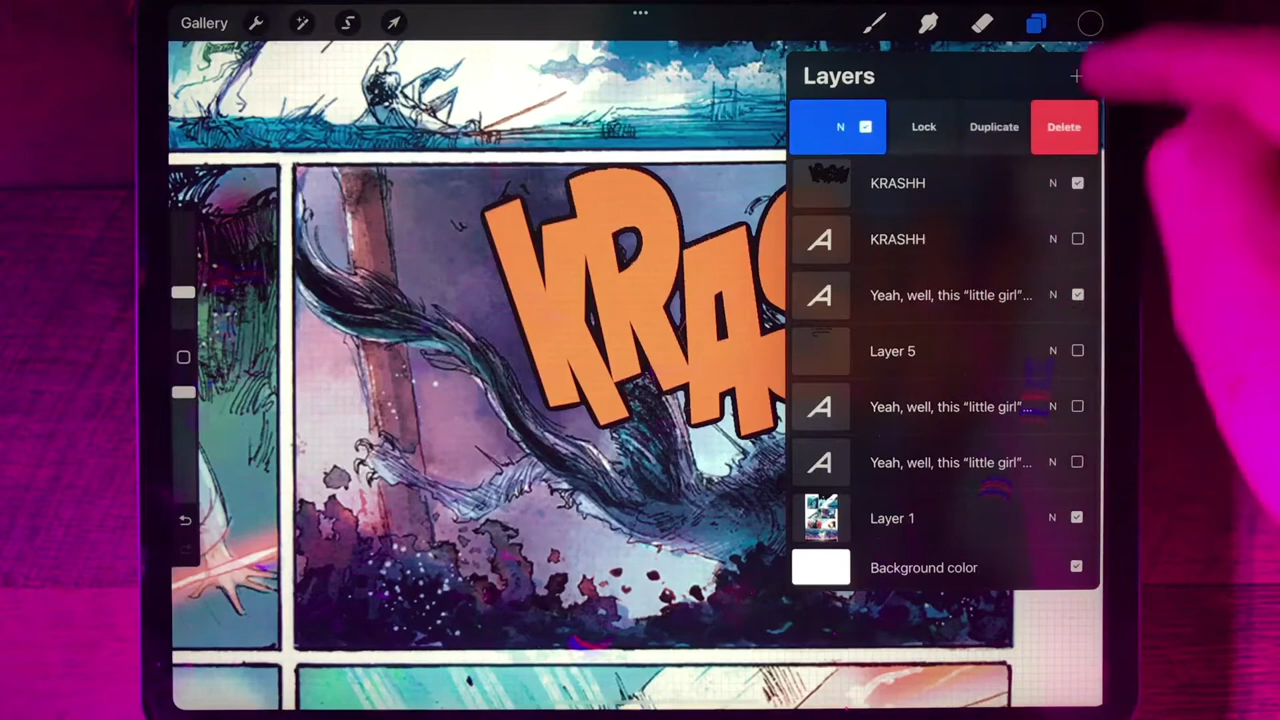 Gallery
Layers
N Lock Duplicate Delete
KRASHH N
KRASHH N
Yeah, well, this “little girl”... N
Layer 5 N
Yeah, well, this “little girl”... N
Yeah, well, this “little girl”... N
Layer 1 N
Background color
KRAS